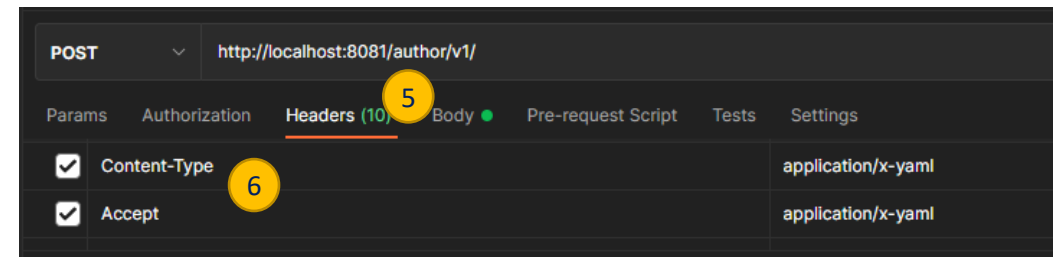 POST http://localhost:8081/author/v1/
5
Params Authorization Headers (10) Body Pre-request Script Tests Settings
Content-Type application/x-yaml
6
Accept application/x-yaml